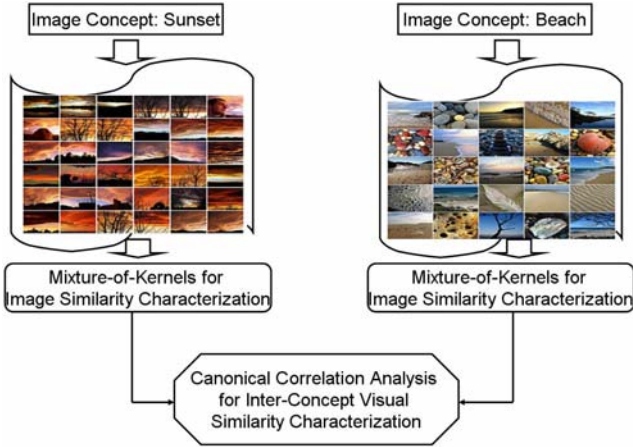 Image Concept: Sunset
Image Concept: Beach
Mixture-of-Kernels for
Image Similarity Characterization
Mixture-of-Kernels for
Image Similarity Characterization
Canonical Correlation Analysis
for Inter-Concept Visual
Similarity Characterization